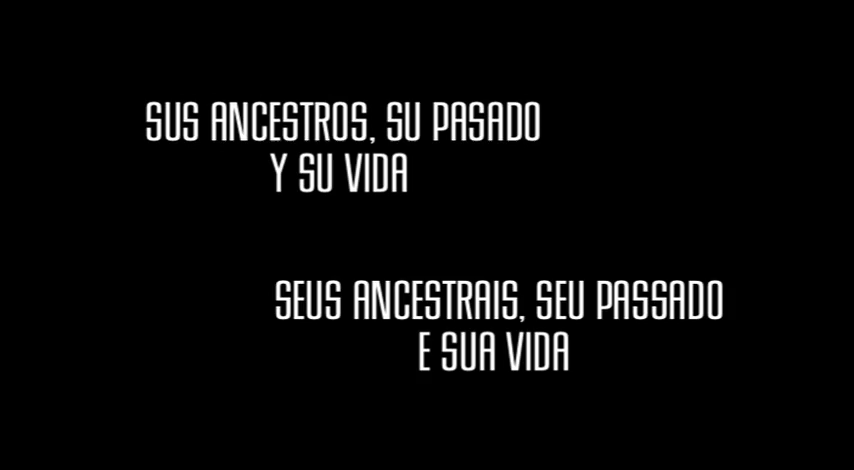 SUS ANCESTROS, SU PASADO
Y SU VIDA
SEUS ANCESTRAIS, SEU PASSADO
E SUA VIDA